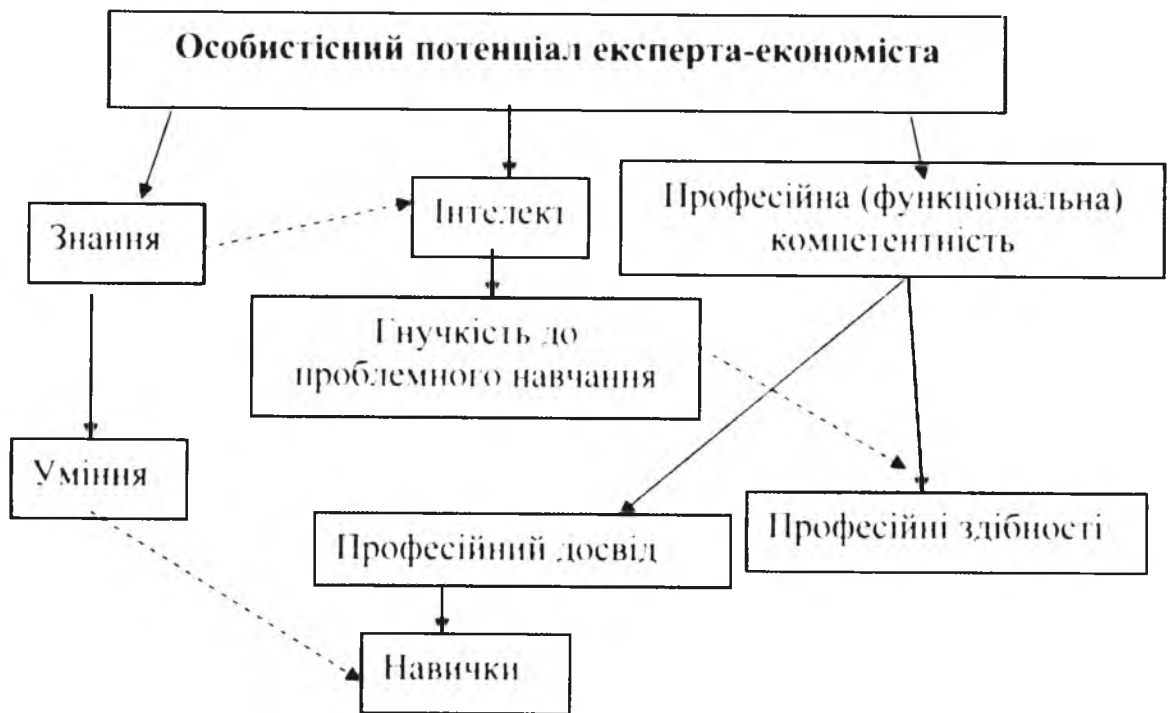 Особистісний потенціал експерта-економіста
Знання
Інтелект
Професійна (функціональна)
компетентність
Гнучкість до
проблемного навчання
Уміння
Професійний досвід
Професійні здібності
Навички